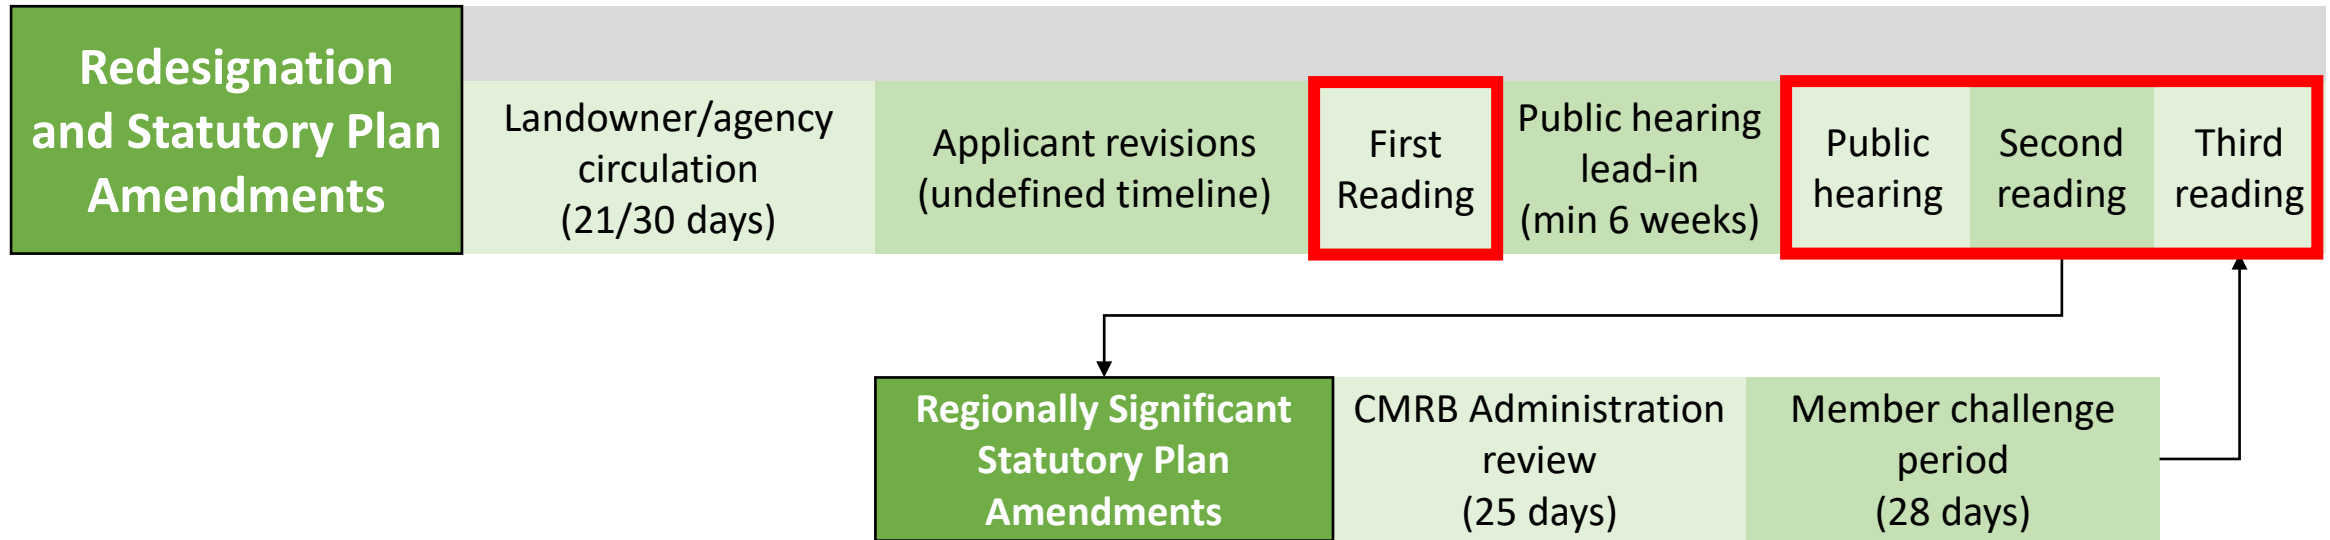 Redesignation
and Statutory Plan
Amendments
Landowner/agency
circulation
(21/30 days)
Applicant revisions
(undefined timeline)
First
Reading
Public hearing
lead-in
(min 6 weeks)
Public
hearing
Second
reading
Third
reading
Regionally Significant
Statutory Plan
Amendments
CMRB Administration
review
(25 days)
Member challenge
period
(28 days)